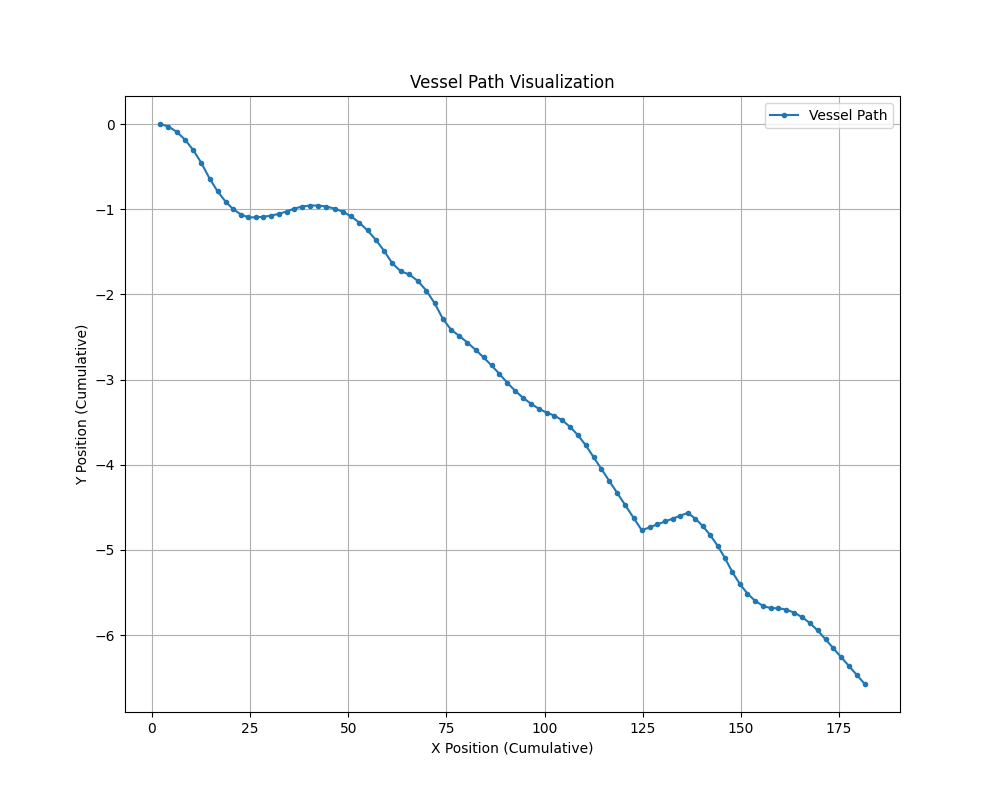 Vessel Path Visualization
Vessel Path
0
−1
−2
−3
−4
−5
−6
Y Position (Cumulative)
0 25 50 75 100 125 150 175
X Position (Cumulative)